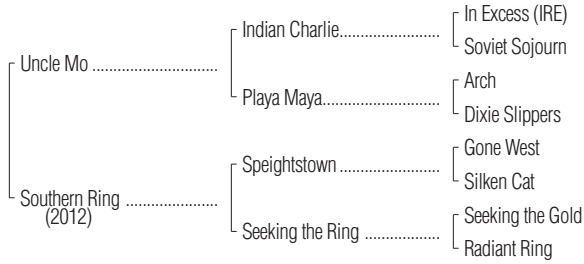 In Excess (IRE)
Indian Charlie
Soviet Sojourn
Uncle Mo
Arch
Playa Maya
Dixie Slippers
Gone West
Speightstown
Silken Cat
Southern Ring
(2012)
Seeking the Gold
Seeking the Ring
Radiant Ring